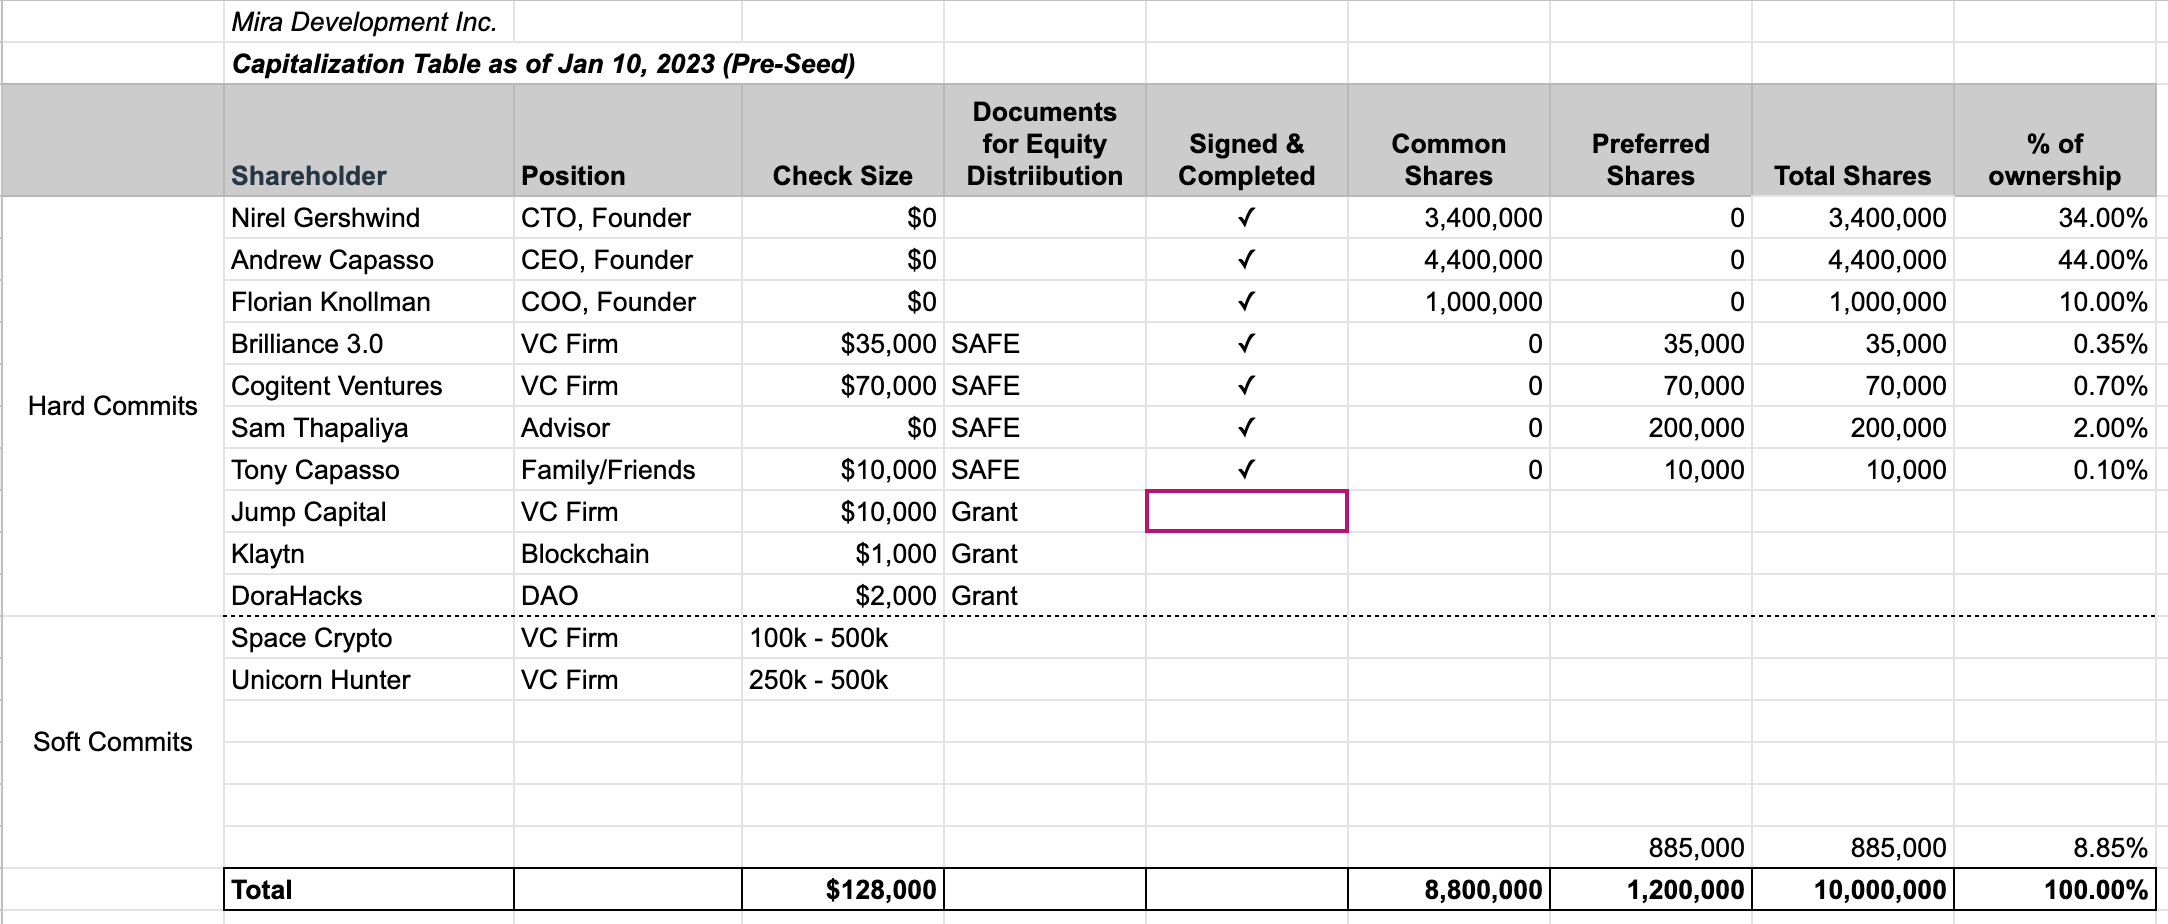 Mira Development Inc.
Capitalization Table as of Jan 10, 2023 (Pre-Seed)
Shareholder Position Check Size Documents for Equity Distriibution Signed & Completed Common Shares Preferred Shares Total Shares % of ownership
Hard Commits
Nirel Gershwind CTO, Founder $0 ✓ 3,400,000 0 3,400,000 34.00%
Andrew Capasso CEO, Founder $0 ✓ 4,400,000 0 4,400,000 44.00%
Florian Knollman COO, Founder $0 ✓ 1,000,000 0 1,000,000 10.00%
Brilliance 3.0 VC Firm $35,000 SAFE ✓ 0 35,000 35,000 0.35%
Cogitent Ventures VC Firm $70,000 SAFE ✓ 0 70,000 70,000 0.70%
Sam Thapaliya Advisor $0 SAFE ✓ 0 200,000 200,000 2.00%
Tony Capasso Family/Friends $10,000 SAFE ✓ 0 10,000 10,000 0.10%
Jump Capital VC Firm $10,000 Grant
Klaytn Blockchain $1,000 Grant
DoraHacks DAO $2,000 Grant
Soft Commits
Space Crypto VC Firm 100k - 500k
Unicorn Hunter VC Firm 250k - 500k
885,000 885,000 8.85%
Total $128,000 8,800,000 1,200,000 10,000,000 100.00%